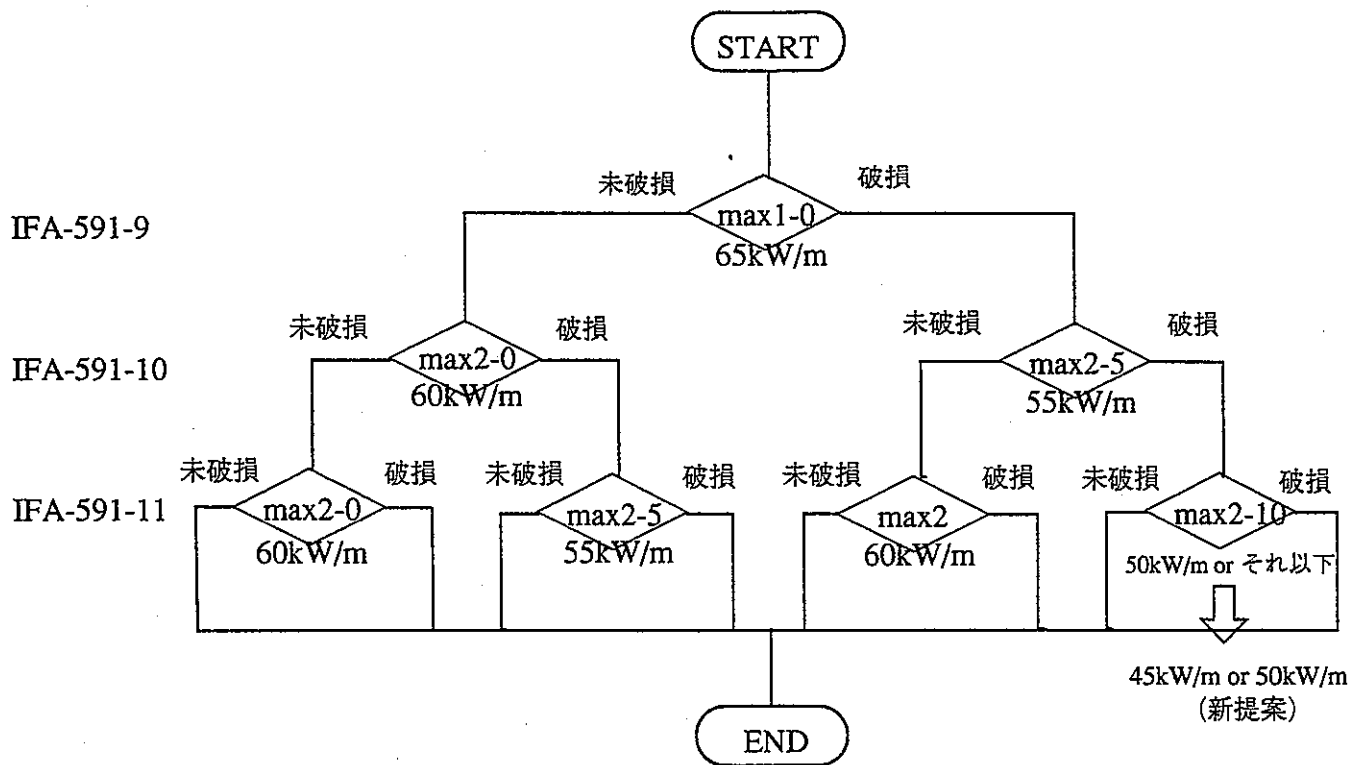 START
未破損
破損
IFA-591-9
max1-0
65kW/m
未破損
破損
未破損
破損
IFA-591-10
max2-0
60kW/m
max2-5
55kW/m
未破損
破損
未破損
破損
未破損
破損
未破損
破損
IFA-591-11
max2-0
60kW/m
max2-5
55kW/m
max2
60kW/m
max2-10
50kW/m or それ以下
45kW/m or 50kW/m
(新提案)
END